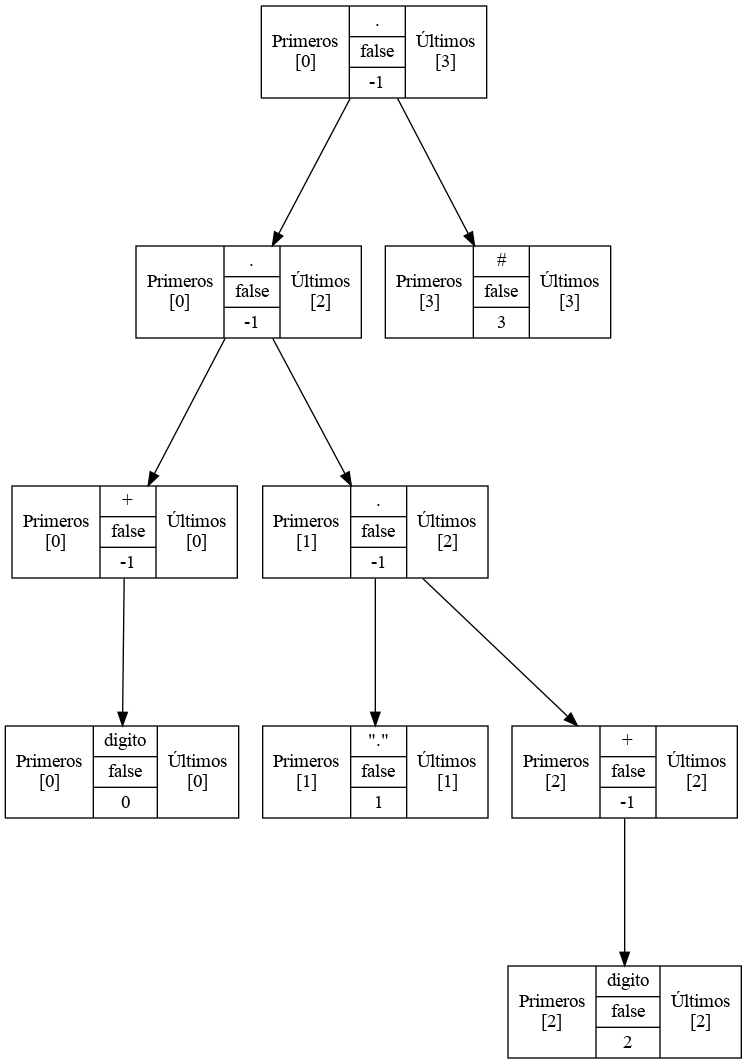 .
Primeros
[0]
false
Últimos
[3]
-1
.
Primeros
[0]
false
Últimos
[2]
-1
#
Primeros
[3]
false
Últimos
[3]
3
+
Primeros
[0]
false
Últimos
[0]
-1
.
Primeros
[1]
false
Últimos
[2]
-1
digito
Primeros
[0]
false
Últimos
[0]
0
"."
Primeros
[1]
false
Últimos
[1]
1
+
Primeros
[2]
false
Últimos
[2]
-1
digito
Primeros
[2]
false
Últimos
[2]
2